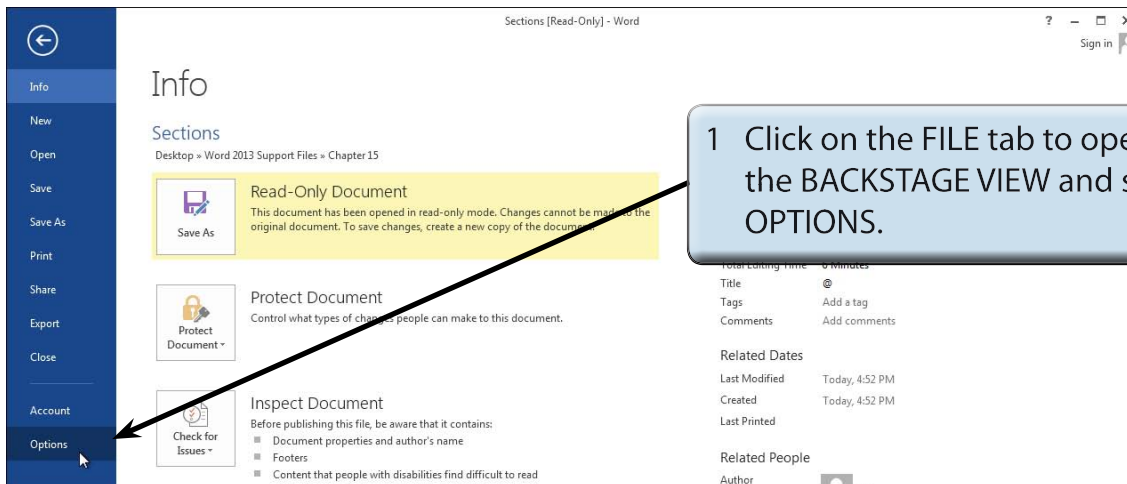 Sections [Read-Only] - Word
?
Sign in
Info
New
Open
Save
Save As
Print
Share
Export
Close
Account
Options
Info
Sections
Desktop » Word 2013 Support Files » Chapter 15
Save As
Read-Only Document
This document has been opened in read-only mode. Changes cannot be made to the
original document. To save changes, create a new copy of the document.
Protect
Document
Protect Document
Control what types of changes people can make to this document.
Check for
Issues
Inspect Document
Before publishing this file, be aware that it contains:
Document properties and author's name
Footers
Content that people with disabilities find difficult to read
1 Click on the FILE tab to
the BACKSTAGE VIEW and
OPTIONS.
Total Editing Time 6 Minutes
Title @
Tags Add a tag
Comments Add comments
Related Dates
Last Modified Today, 4:52 PM
Created Today, 4:52 PM
Last Printed
Related People
Author